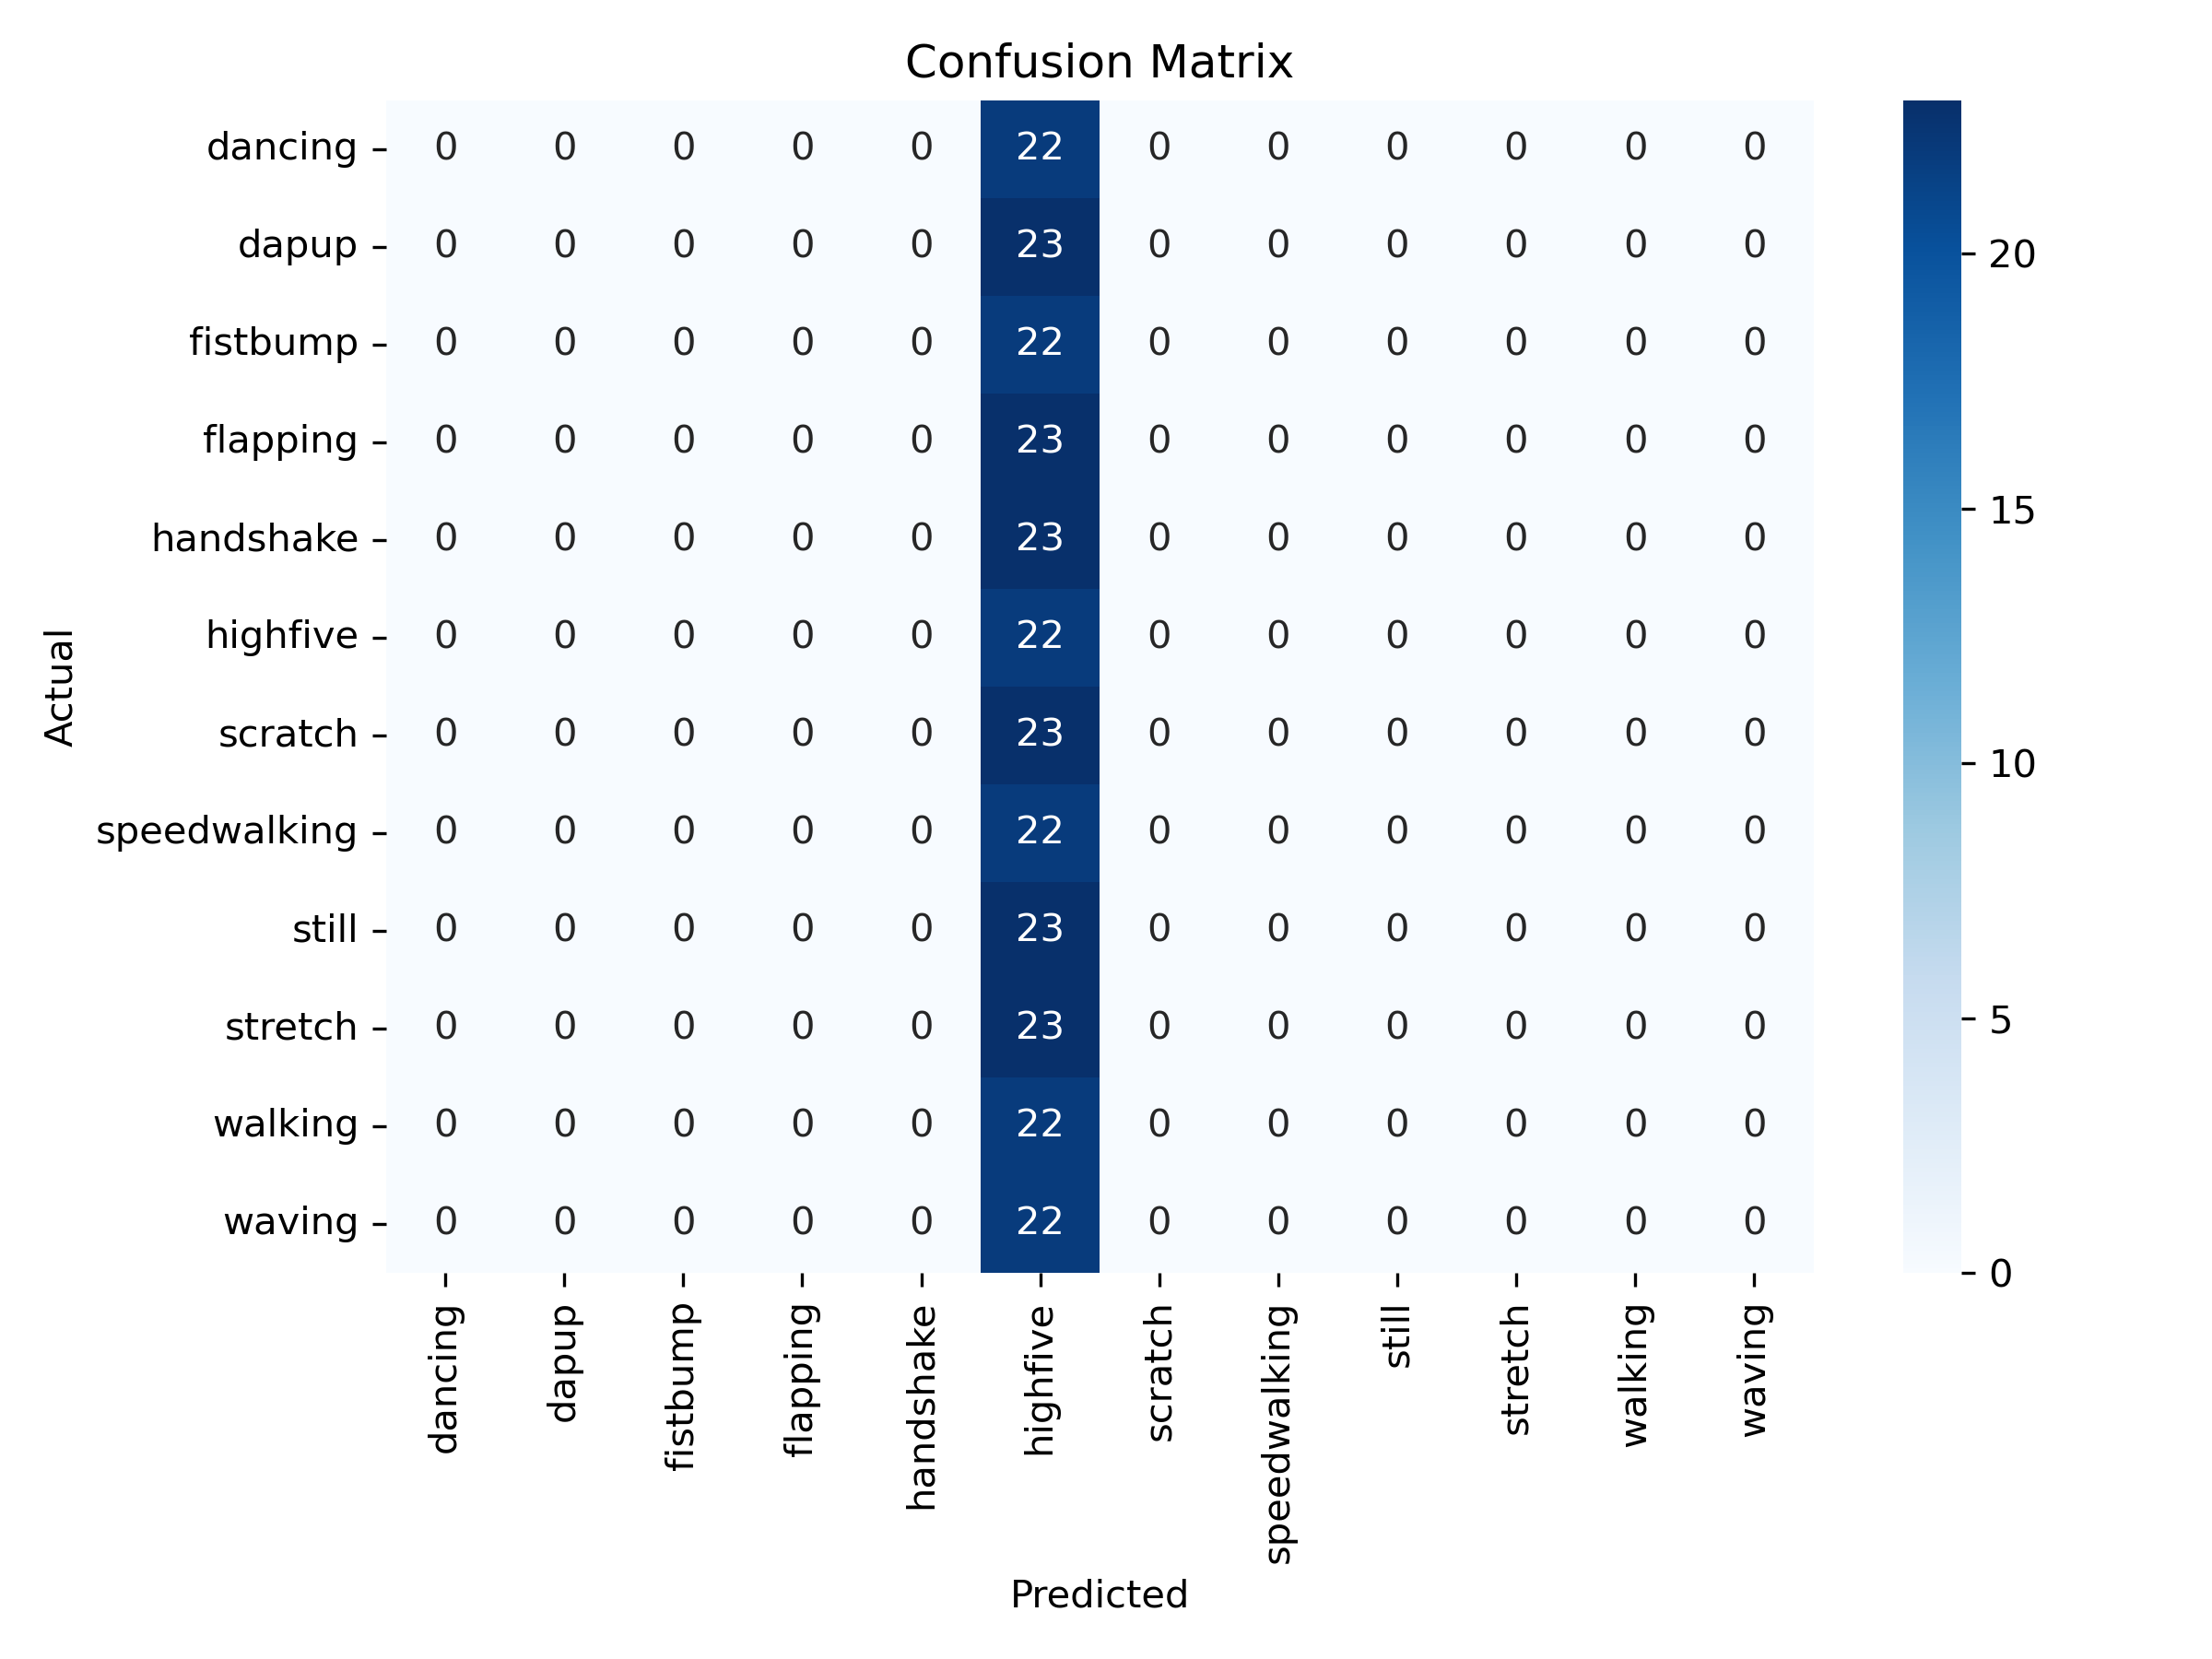 Confusion Matrix
dancing 0 0 0 0 0 22 0 0 0 0 0 0
dapup 0 0 0 0 0 23 0 0 0 0 0 0
fistbump 0 0 0 0 0 22 0 0 0 0 0 0
flapping 0 0 0 0 0 23 0 0 0 0 0 0
handshake 0 0 0 0 0 23 0 0 0 0 0 0
highfive 0 0 0 0 0 22 0 0 0 0 0 0
scratch 0 0 0 0 0 23 0 0 0 0 0 0
speedwalking 0 0 0 0 0 22 0 0 0 0 0 0
still 0 0 0 0 0 23 0 0 0 0 0 0
stretch 0 0 0 0 0 23 0 0 0 0 0 0
walking 0 0 0 0 0 22 0 0 0 0 0 0
waving 0 0 0 0 0 22 0 0 0 0 0 0
Actual
dancing
dapup
fistbump
flapping
handshake
highfive
scratch
speedwalking
still
stretch
walking
waving
Predicted
20
15
10
5
0